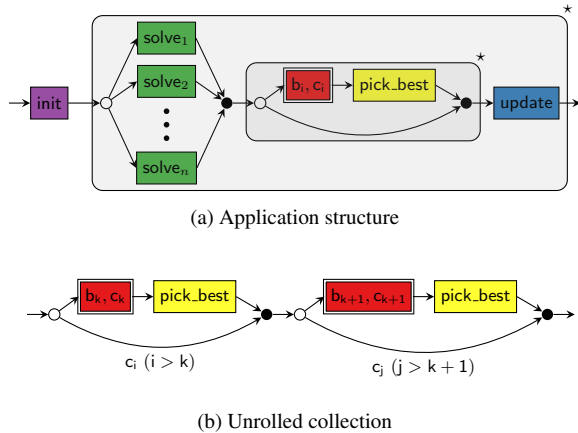 ⋆
solve₁
⋆
solve₂
init
bᵢ, cᵢ
pick_best
update
solveₙ
(a) Application structure
bₖ, cₖ
pick_best
bₖ₊₁, cₖ₊₁
pick_best
cᵢ (i > k)
cⱼ (j > k + 1)
(b) Unrolled collection